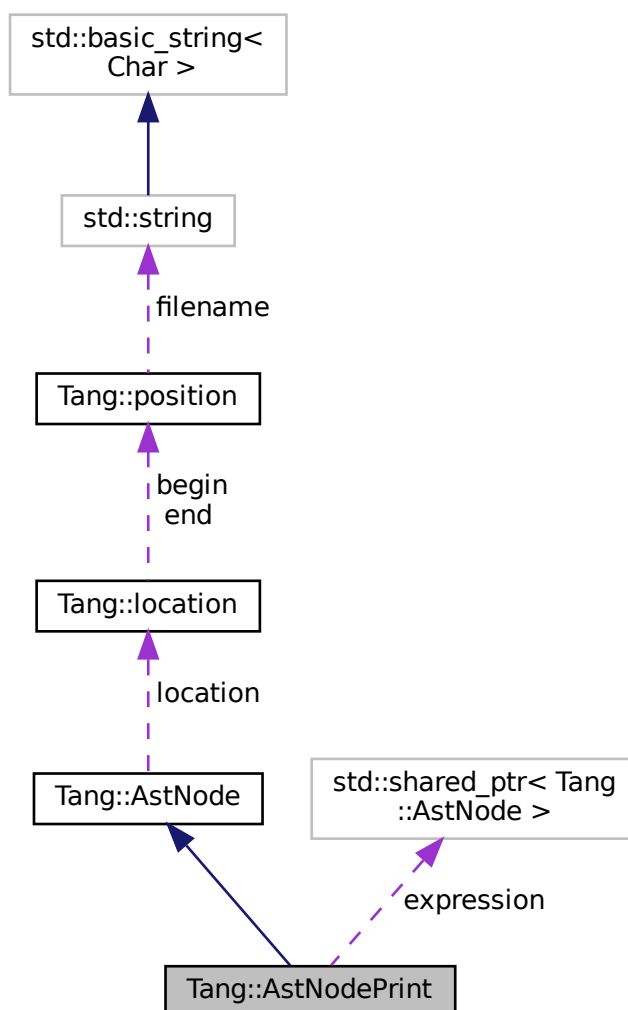 std::basic_string<
Char >
std::string
filename
Tang::position
begin
end
Tang::location
location
Tang::AstNode
std::shared_ptr< Tang
::AstNode >
expression
Tang::AstNodePrint